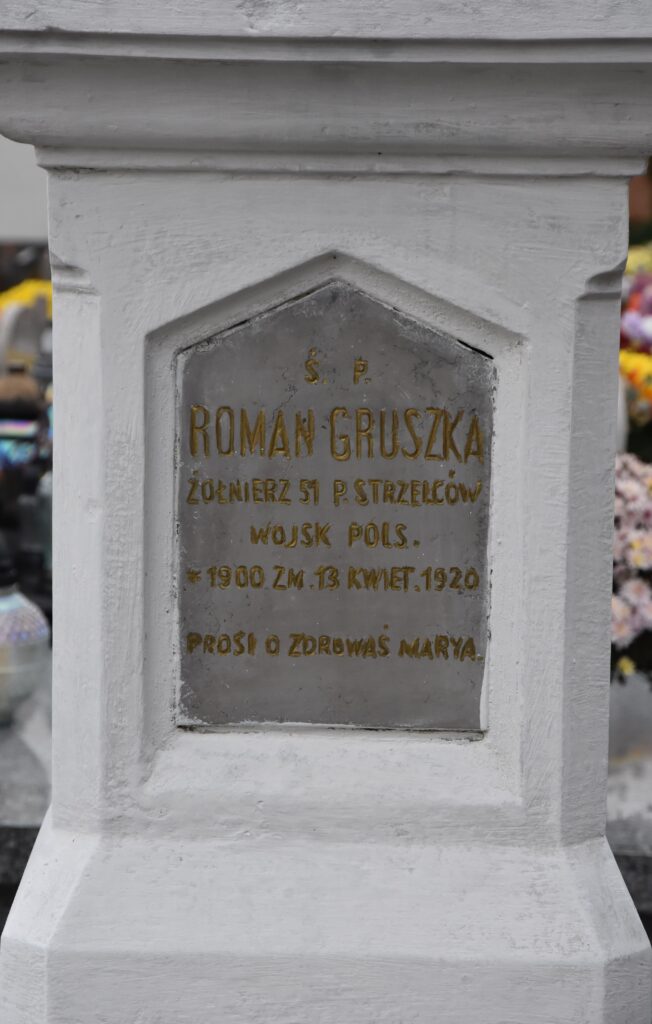 Ś. P.
ROMAN GRUSZKA
ŻOŁNIERZ 51 P. STRZELCÓW
WOJSK POLS.
* 1900. ZM. 13 KWIET. 1920
PROSI O ZDROWAŚ MARYA.